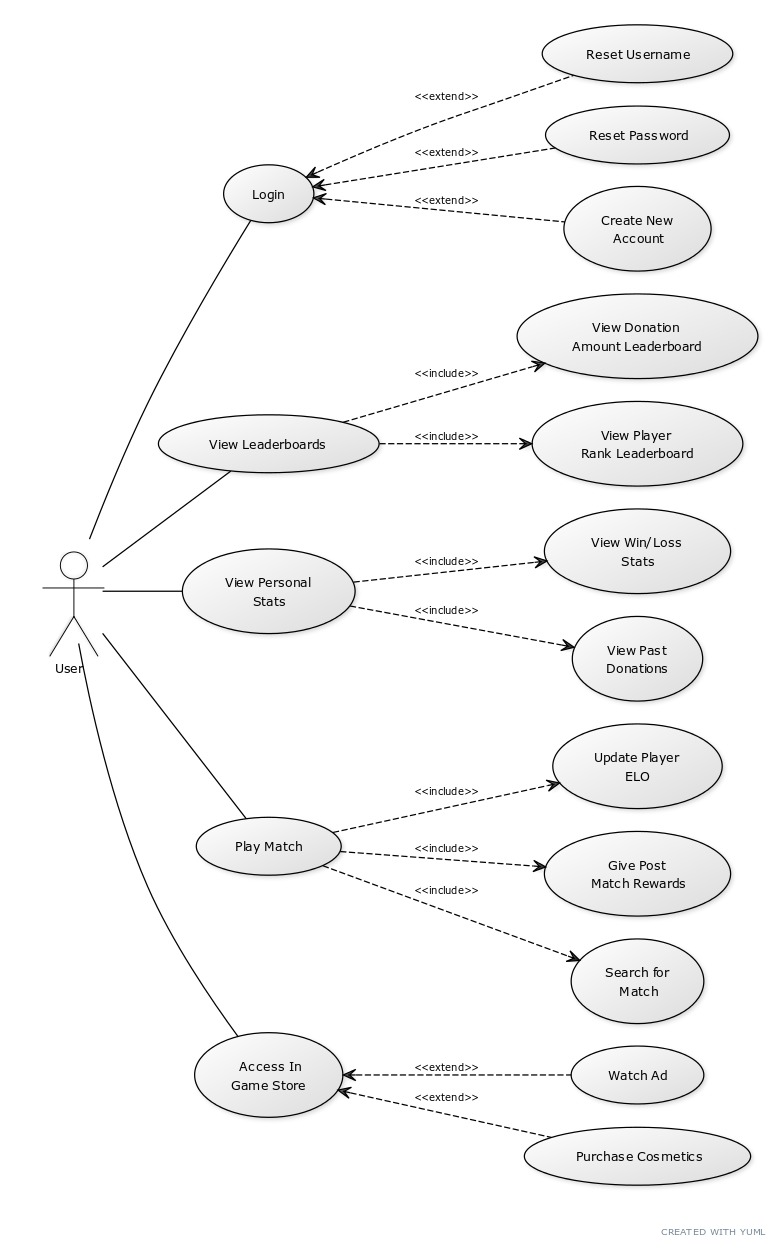 Reset Username
<<extend>>
Reset Password
<<extend>>
Login
<<extend>>
Create New
Account
View Donation
Amount Leaderboard
<<include>>
View Leaderboards
<<include>>
View Player
Rank Leaderboard
View Win/Loss
Stats
<<include>>
View Personal
Stats
<<include>>
View Past
Donations
User
Update Player
ELO
<<include>>
Play Match
<<include>>
Give Post
Match Rewards
<<include>>
Search for
Match
Access In
Game Store
<<extend>>
Watch Ad
<<extend>>
Purchase Cosmetics
CREATED WITH YUML